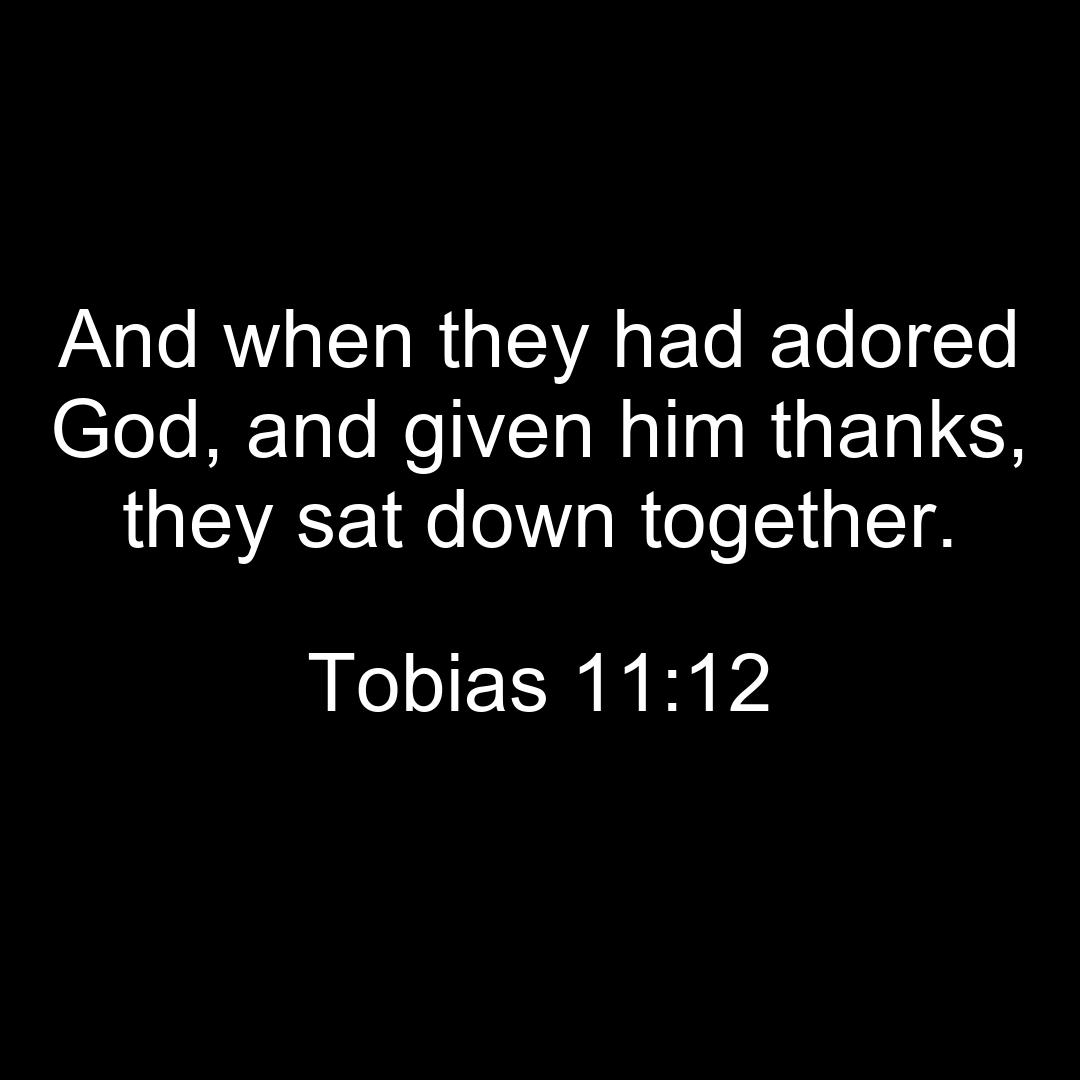 And when they had adored
God, and given him thanks,
they sat down together.
Tobias 11:12